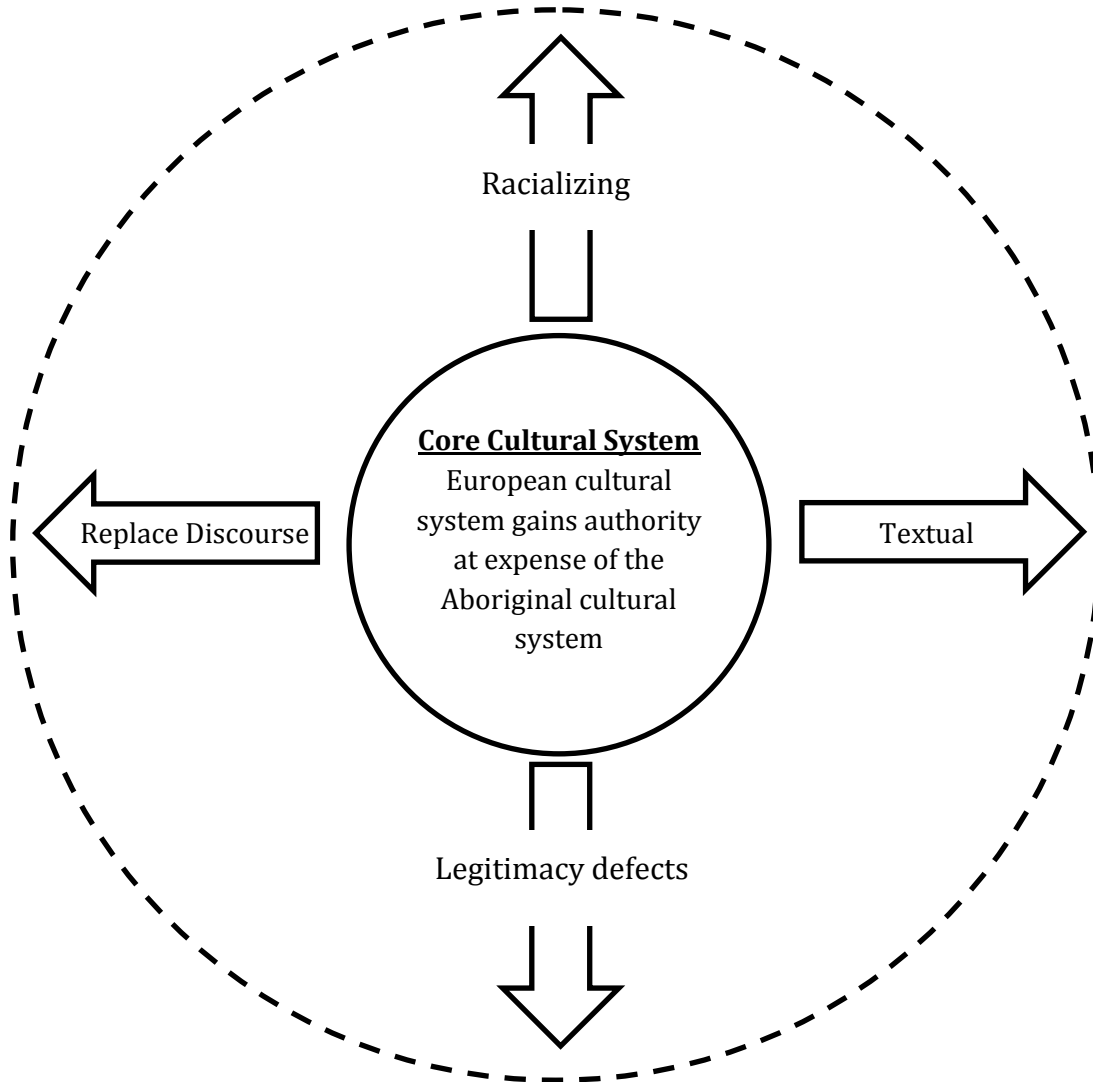 Racializing
Core Cultural System
European cultural
system gains authority
at expense of the
Aboriginal cultural
system
Replace Discourse
Textual
Legitimacy defects